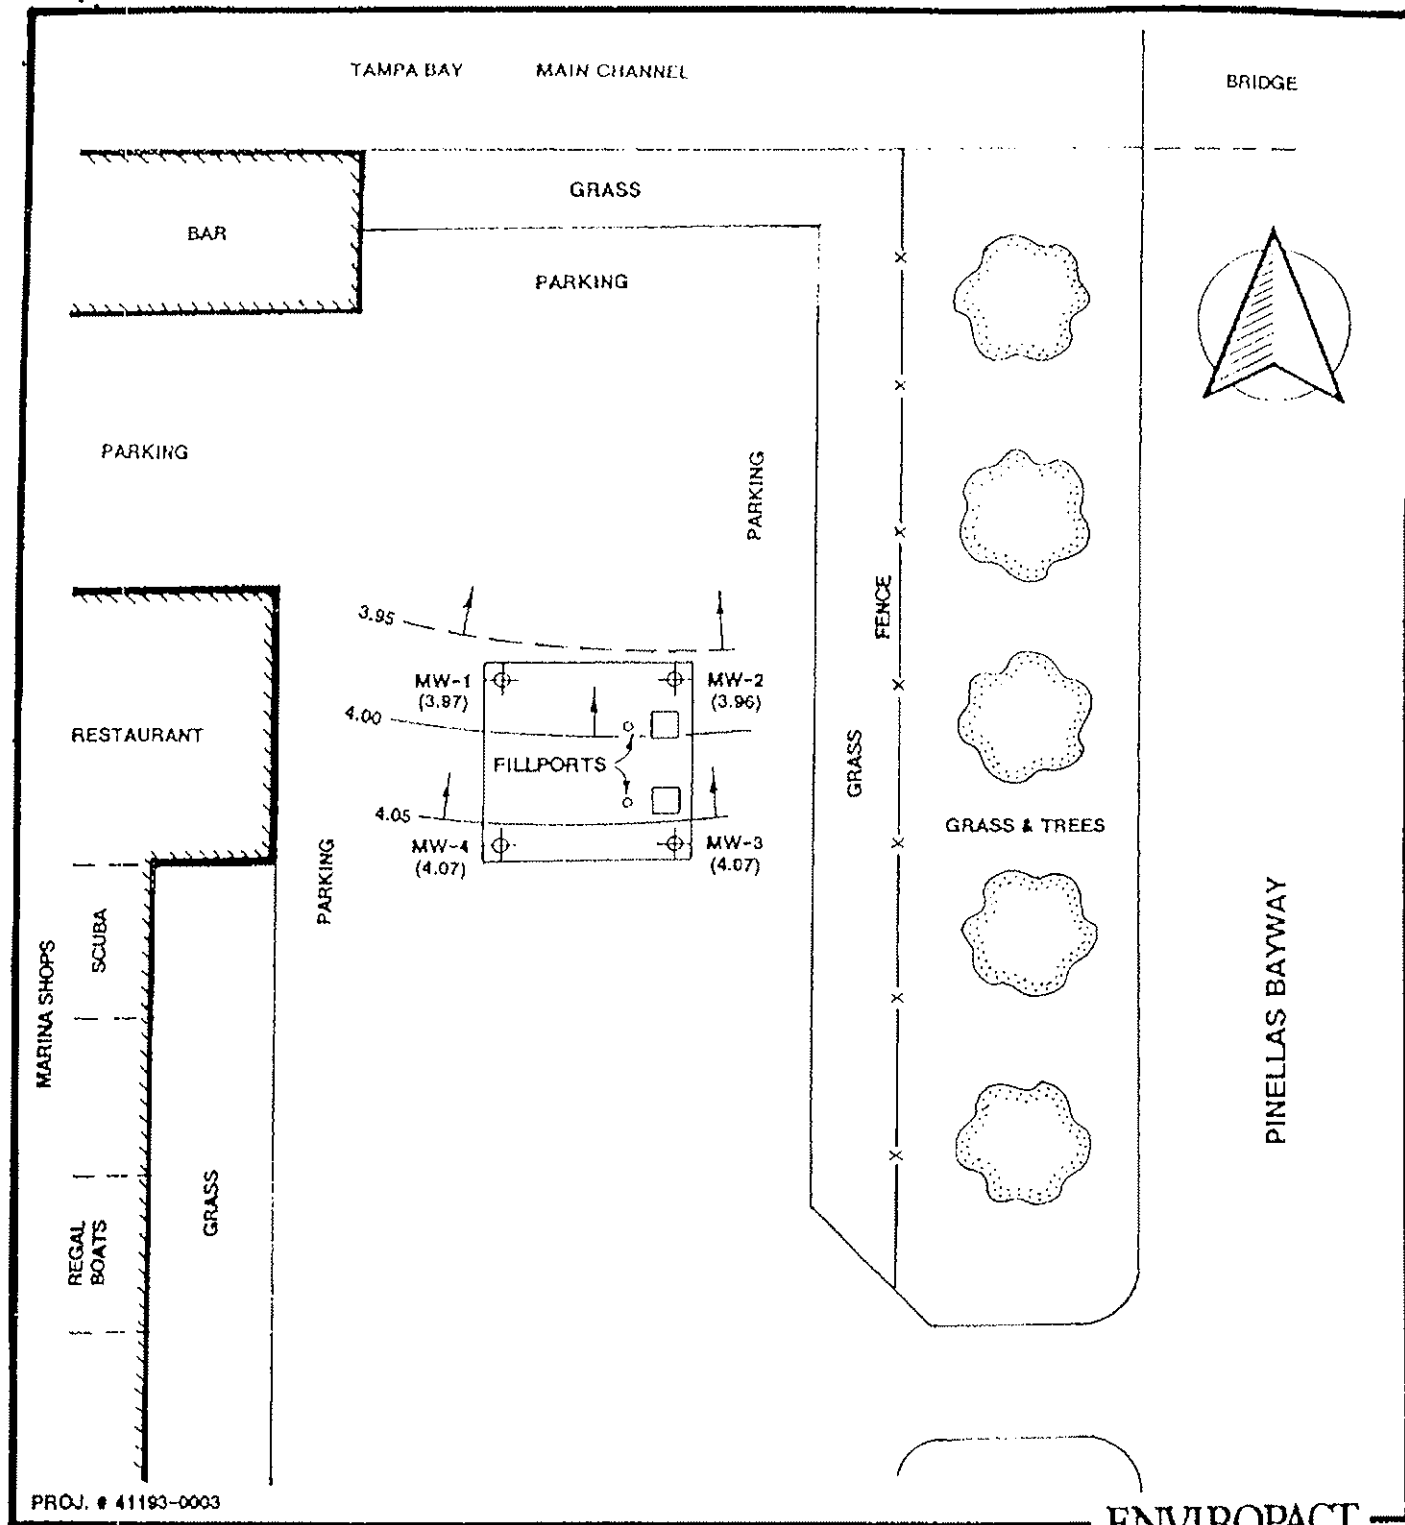 TAMPA BAY MAIN CHANNEL
BRIDGE
GRASS
BAR
PARKING
PARKING
PARKING
3.95
MW-1
(3.97)
MW-2
(3.96)
4.00
FILLPORTS
RESTAURANT
4.05
MW-4
(4.07)
MW-3
(4.07)
FENCE
GRASS
GRASS & TREES
PARKING
SCUBA
MARINA SHOPS
PINELLAS BAYWAY
GRASS
REGAL
BOATS
PROJ. # 41193-0003
ENVIROPACT